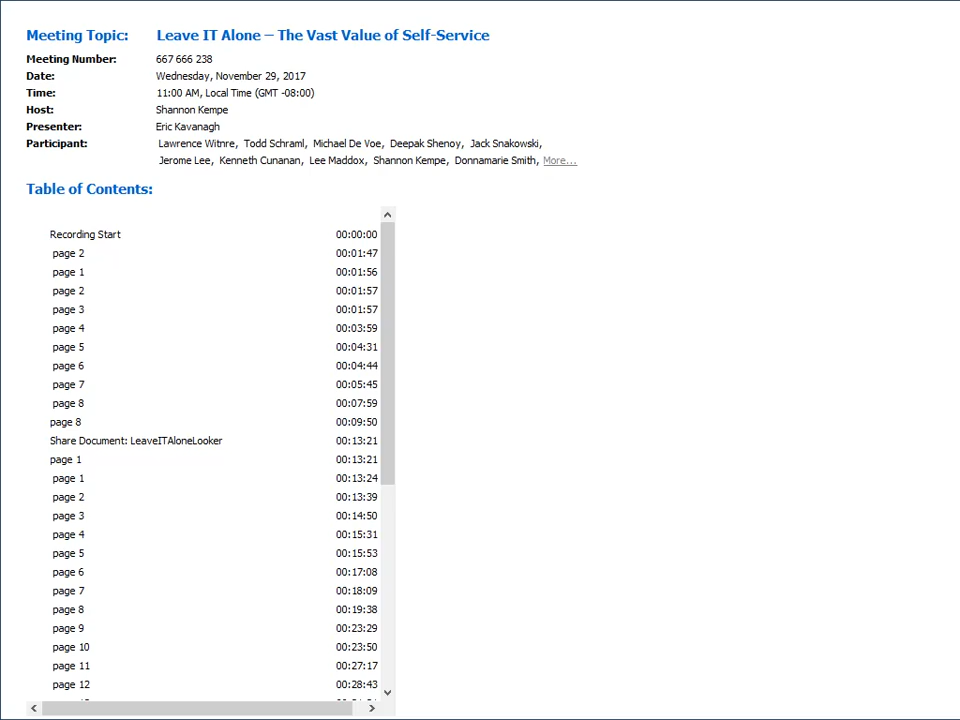 Meeting Topic: Leave IT Alone – The Vast Value of Self-Service
Meeting Number: 667 666 238
Date: Wednesday, November 29, 2017
Time: 11:00 AM, Local Time (GMT -08:00)
Host: Shannon Kempe
Presenter: Eric Kavanagh
Participant: Lawrence Witnre, Todd Schraml, Michael De Voe, Deepak Shenoy, Jack Snakowski,
Jerome Lee, Kenneth Cunanan, Lee Maddox, Shannon Kempe, Donnamarie Smith, More...
Table of Contents:
Recording Start 00:00:00
page 2 00:01:47
page 1 00:01:56
page 2 00:01:57
page 3 00:01:57
page 4 00:03:59
page 5 00:04:31
page 6 00:04:44
page 7 00:05:45
page 8 00:07:59
page 8 00:09:50
Share Document: LeaveITAloneLooker 00:13:21
page 1 00:13:21
page 1 00:13:24
page 2 00:13:39
page 3 00:14:50
page 4 00:15:31
page 5 00:15:53
page 6 00:17:08
page 7 00:18:09
page 8 00:19:38
page 9 00:23:29
page 10 00:23:50
page 11 00:27:17
page 12 00:28:43